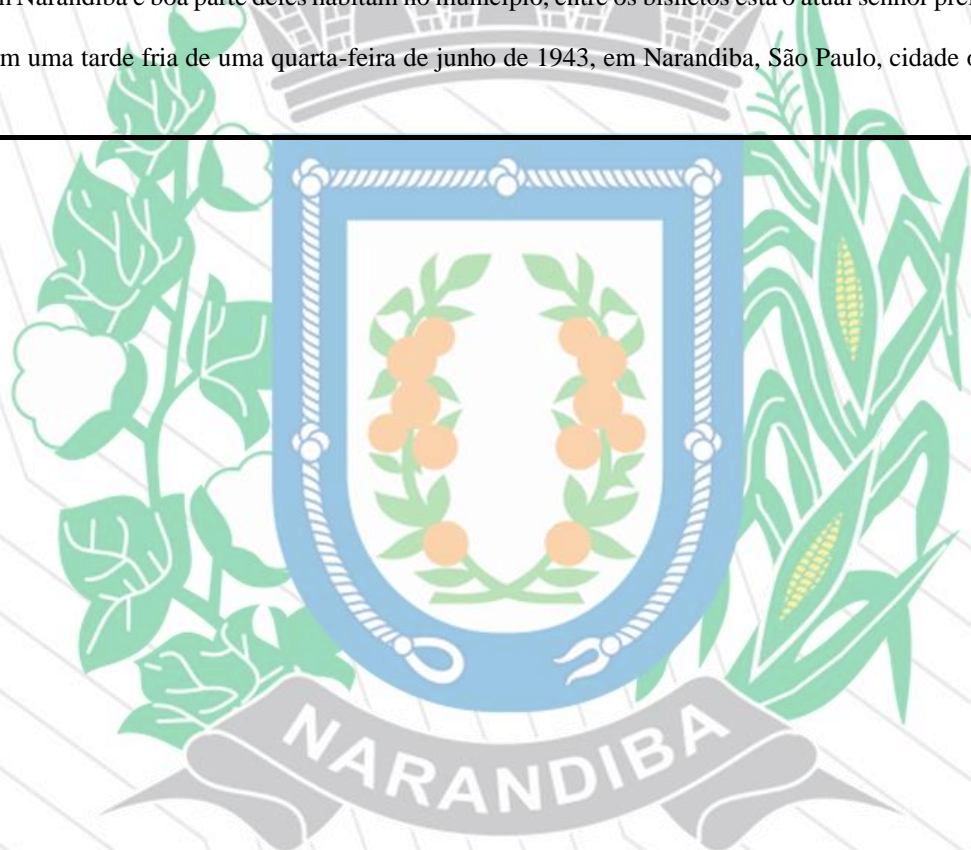 Narandiba e boa parte deles habitam no município, entre os bisnetos está o atual senhor
uma tarde fria de uma quarta-feira de junho de 1943, em Narandiba, São Paulo, cidade
NARANDIBA